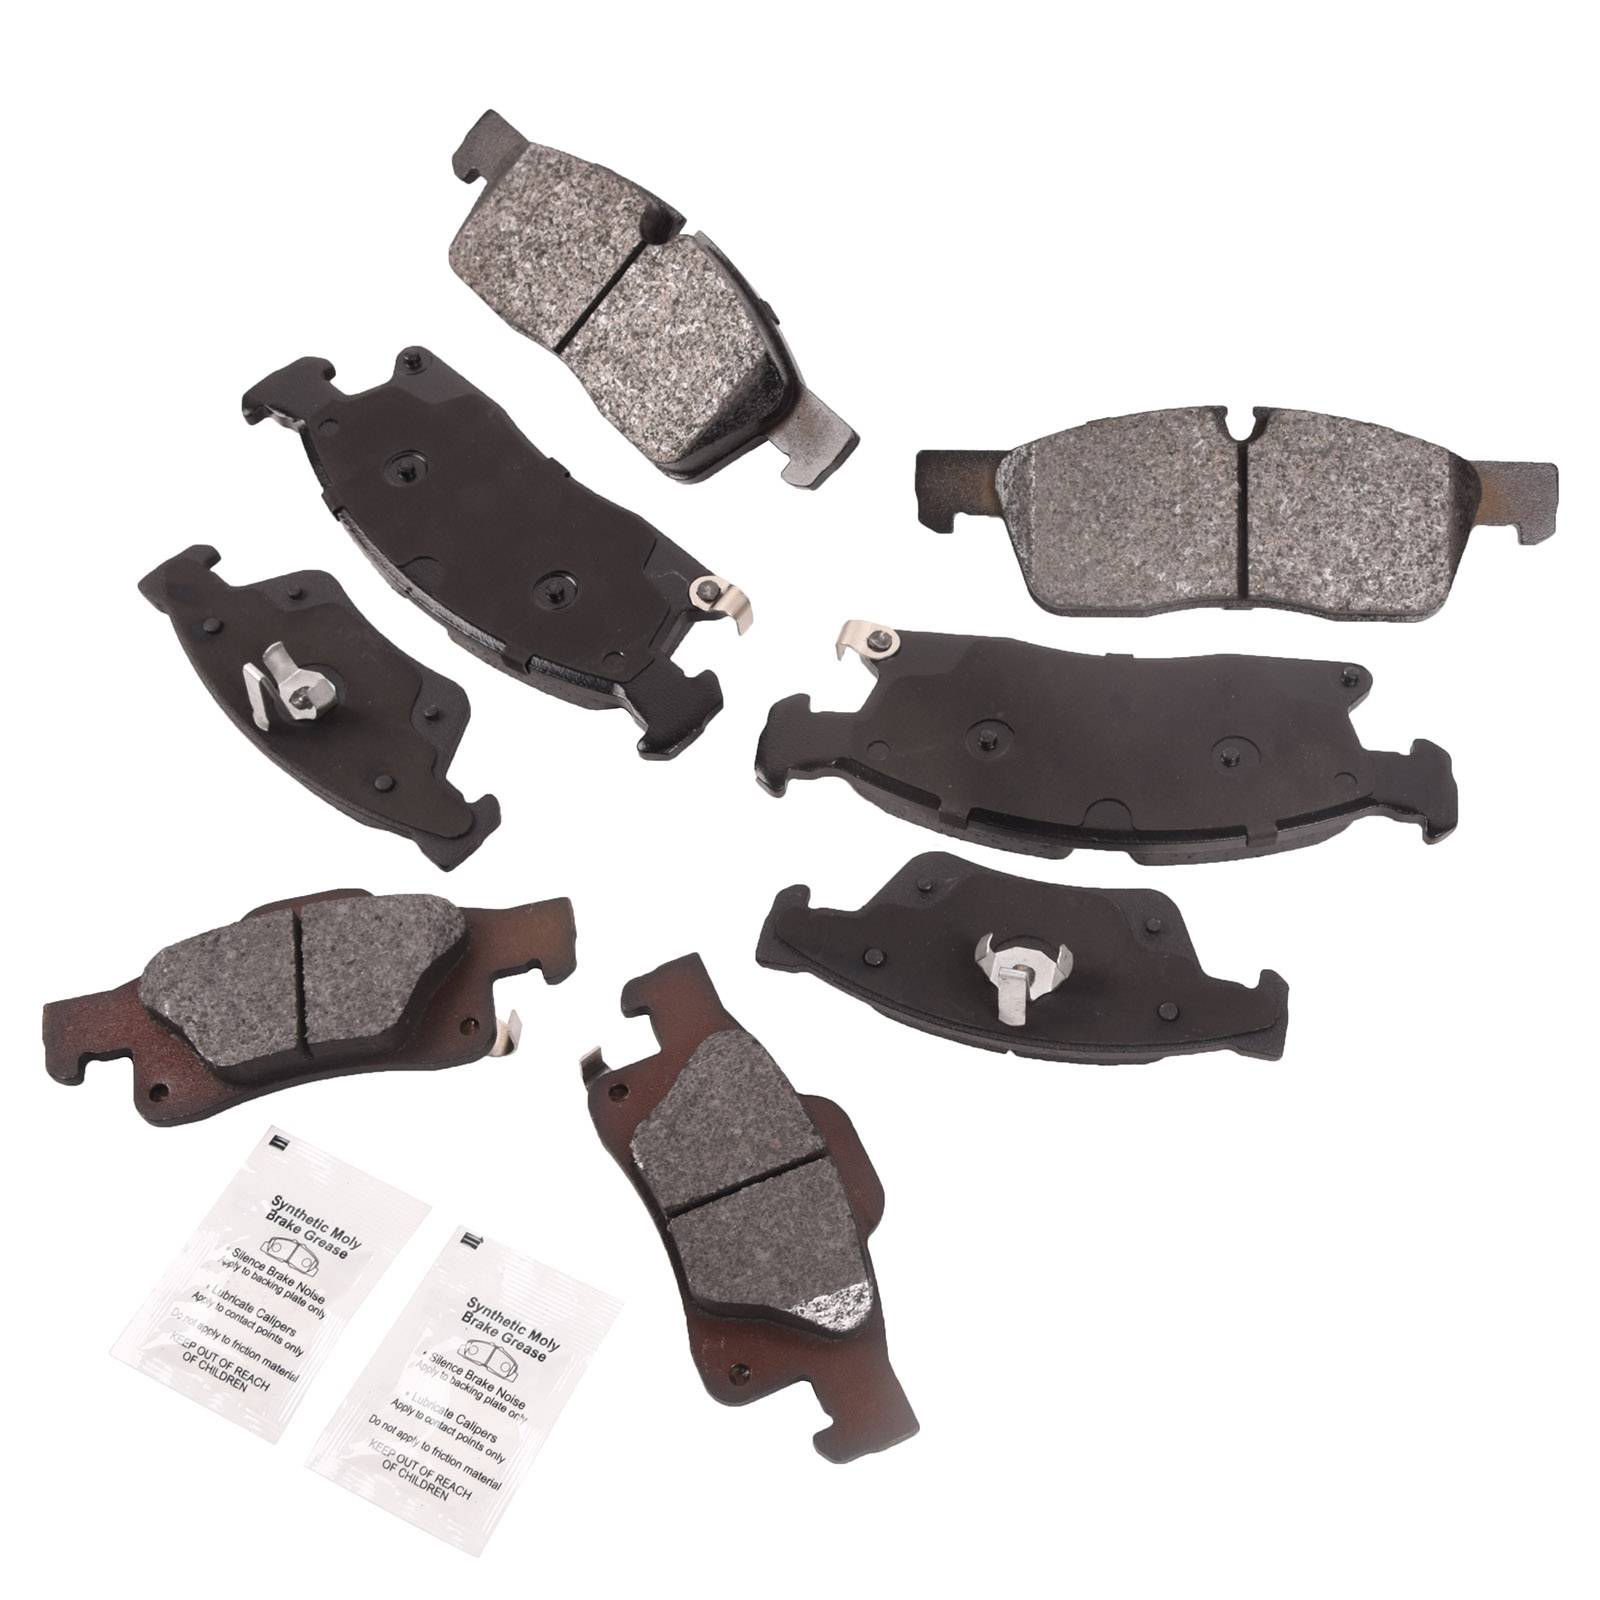 Synthetic Moly
Brake Grease
• Silence Brake Noise
Apply to backing plate only
• Lubricate Calipers
Apply to contact points only
Do not apply to friction material
KEEP OUT OF REACH
OF CHILDREN
Synthetic Moly
Brake Grease
• Silence Brake Noise
Apply to backing plate only
• Lubricate Calipers
Apply to contact points only
Do not apply to friction material
KEEP OUT OF REACH
OF CHILDREN